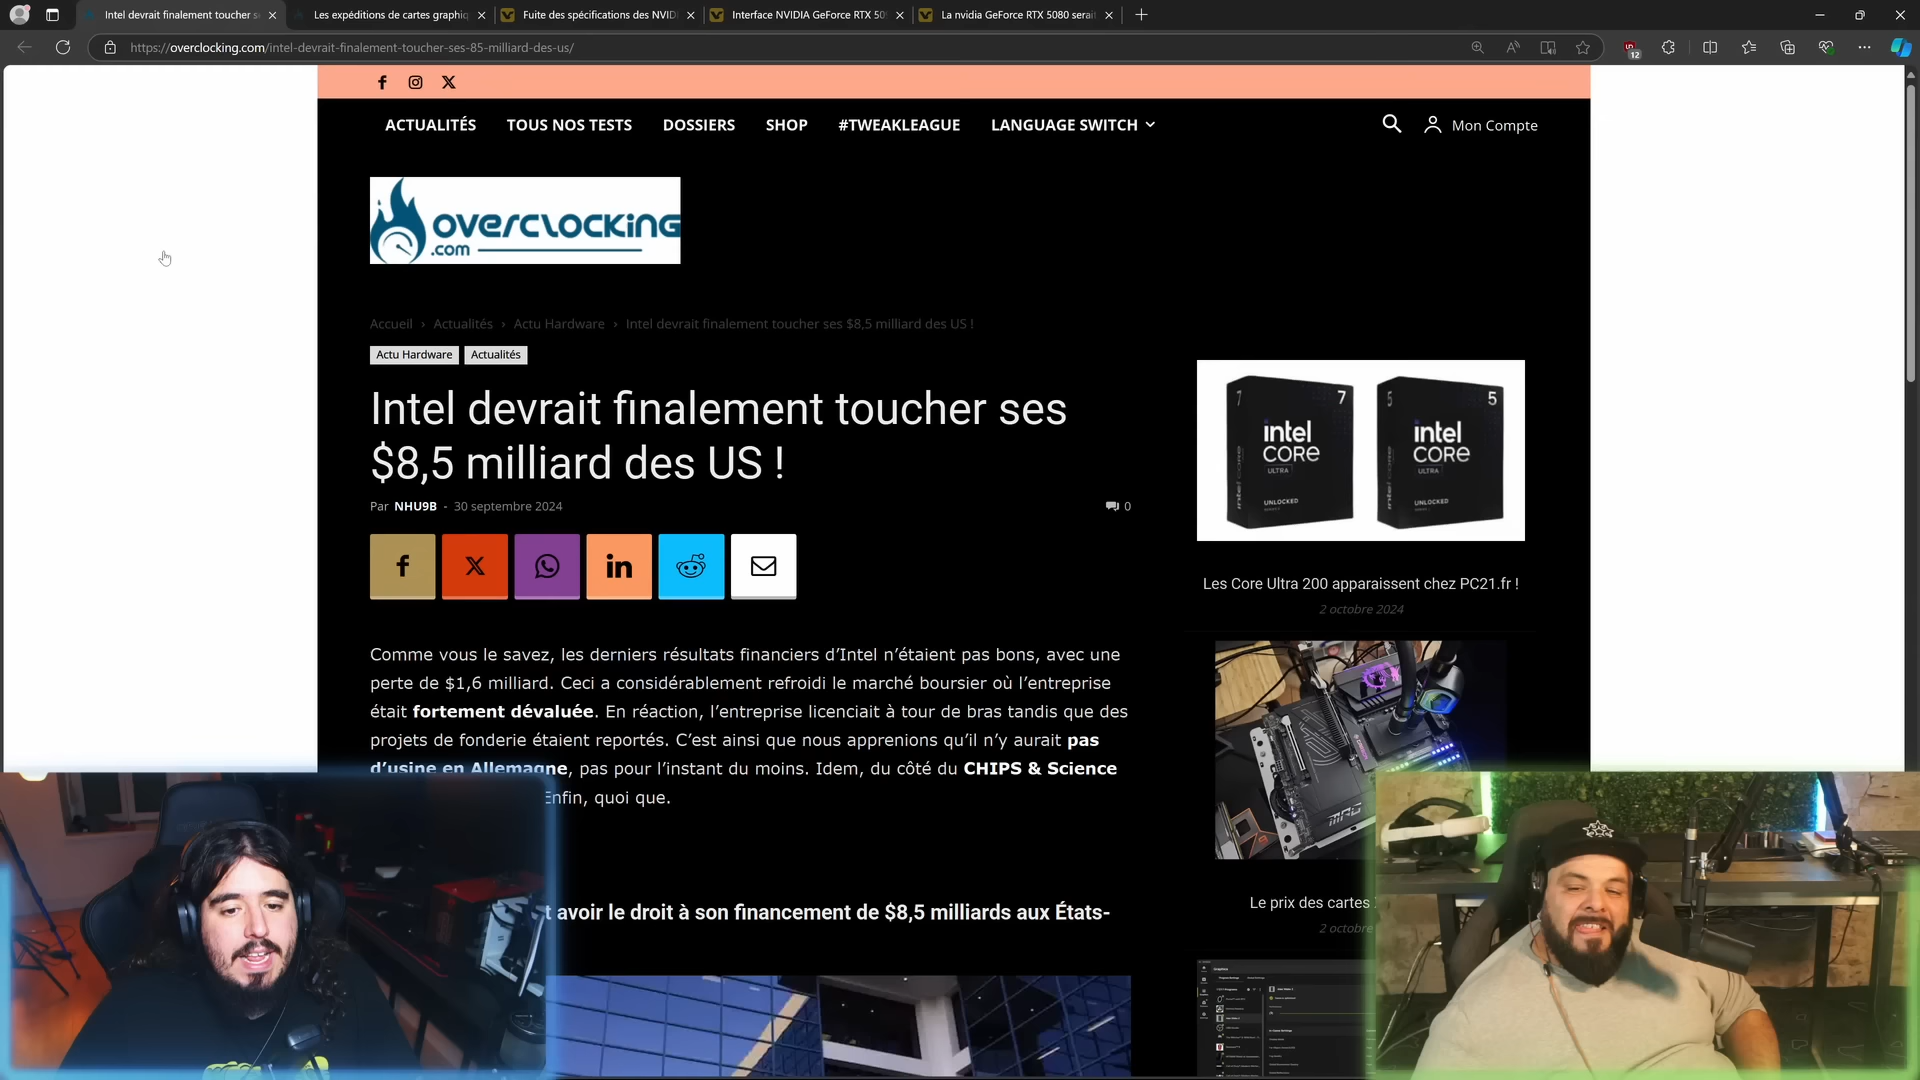 Intel devrait finalement toucher s
Les expéditions de cartes graphiq
Fuite des spécifications des NVID
Interface NVIDIA GeForce RTX 50
La nvidia GeForce RTX 5080 serai
https://overclocking.com/intel-devrait-finalement-toucher-ses-85-milliard-des-us/
12
ACTUALITÉS
TOUS NOS TESTS
DOSSIERS
SHOP
#TWEAKLEAGUE
LANGUAGE SWITCH
Mon Compte
overclocking
.com
Accueil › Actualités › Actu Hardware › Intel devrait finalement toucher ses $8,5 milliard des US !
Actu Hardware
Actualités
Intel devrait finalement toucher ses
$8,5 milliard des US !
Par NHU9B - 30 septembre 2024
0
Comme vous le savez, les derniers résultats financiers d’Intel n’étaient pas bons, avec une
perte de $1,6 milliard. Ceci a considérablement refroidi le marché boursier où l’entreprise
était fortement dévaluée. En réaction, l’entreprise licenciait à tour de bras tandis que des
projets de fonderie étaient reportés. C’est ainsi que nous apprenions qu’il n’y aurait pas
d’usine en Allemagne, pas pour l’instant du moins. Idem, du côté du CHIPS & Science
Enfin, quoi que.
t avoir le droit à son financement de $8,5 milliards aux États-
7
7
intel
CORE
ULTRA
UNLOCKED
5
5
intel
CORE
ULTRA
UNLOCKED
Les Core Ultra 200 apparaissent chez PC21.fr !
2 octobre 2024
Le prix des cartes
2 octobre